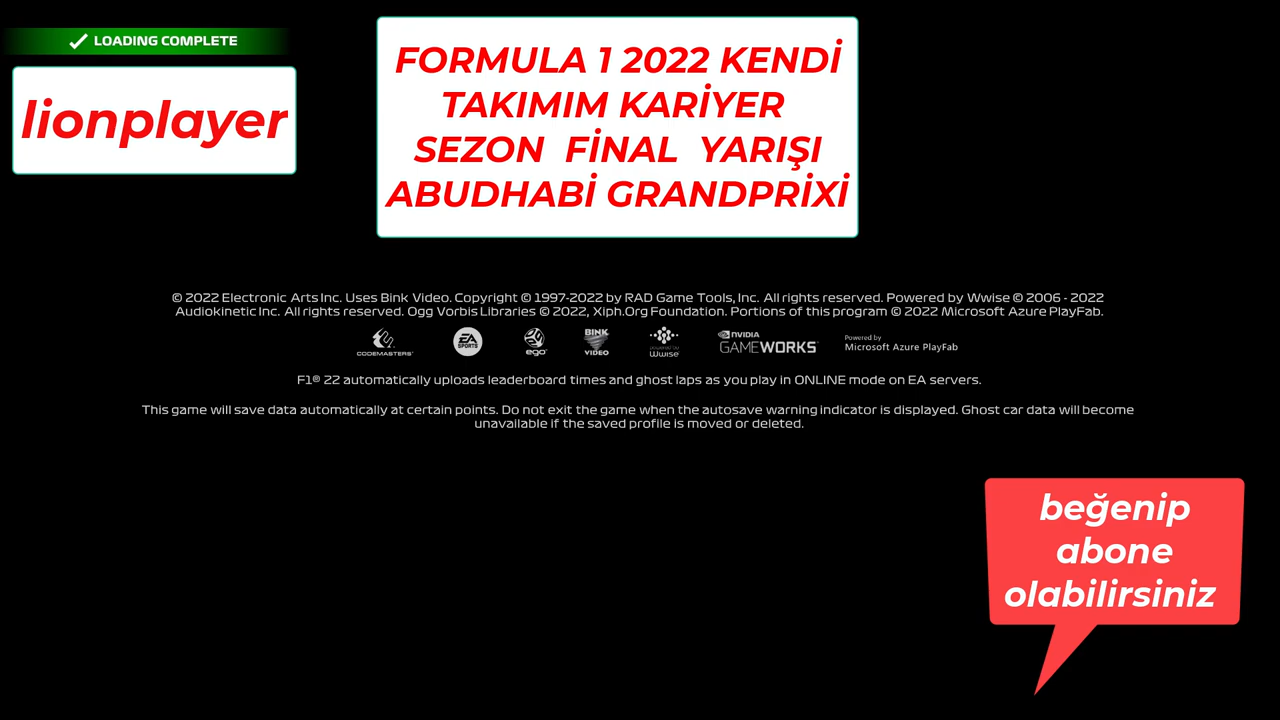 LOADING COMPLETE
lionplayer
FORMULA 1 2022 KENDİ
TAKIMIM KARİYER
SEZON FİNAL YARIŞI
ABUDHABİ GRANDPRİXİ
© 2022 Electronic Arts Inc. Uses Bink Video. Copyright © 1997-2022 by RAD Game Tools, Inc. All rights reserved. Powered by Wwise © 2006 - 2022
Audiokinetic Inc. All rights reserved. Ogg Vorbis Libraries © 2022, Xiph.Org Foundation. Portions of this program © 2022 Microsoft Azure PlayFab.
CODEMASTERS®
EA SPORTS
ego
BINK VIDEO
POWERED BY Wwise
NVIDIA GAMEWORKS
Powered by
Microsoft Azure PlayFab
F1® 22 automatically uploads leaderboard times and ghost laps as you play in ONLINE mode on EA servers.
This game will save data automatically at certain points. Do not exit the game when the autosave warning indicator is displayed. Ghost car data will become
unavailable if the saved profile is moved or deleted.
beğenip
abone
olabilirsiniz